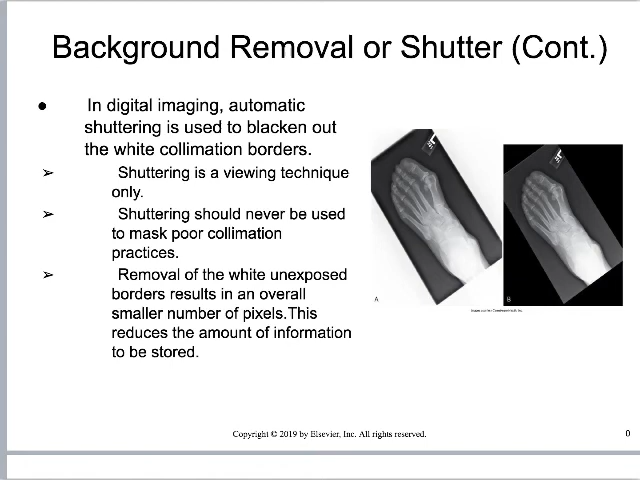 Background Removal or Shutter (Cont.)
● In digital imaging, automatic
shuttering is used to blacken out
the white collimation borders.
➢ Shuttering is a viewing technique
only.
➢ Shuttering should never be used
to mask poor collimation
practices.
➢ Removal of the white unexposed
borders results in an overall
smaller number of pixels.This
reduces the amount of information
to be stored.
A
B
Copyright © 2019 by Elsevier, Inc. All rights reserved.
0